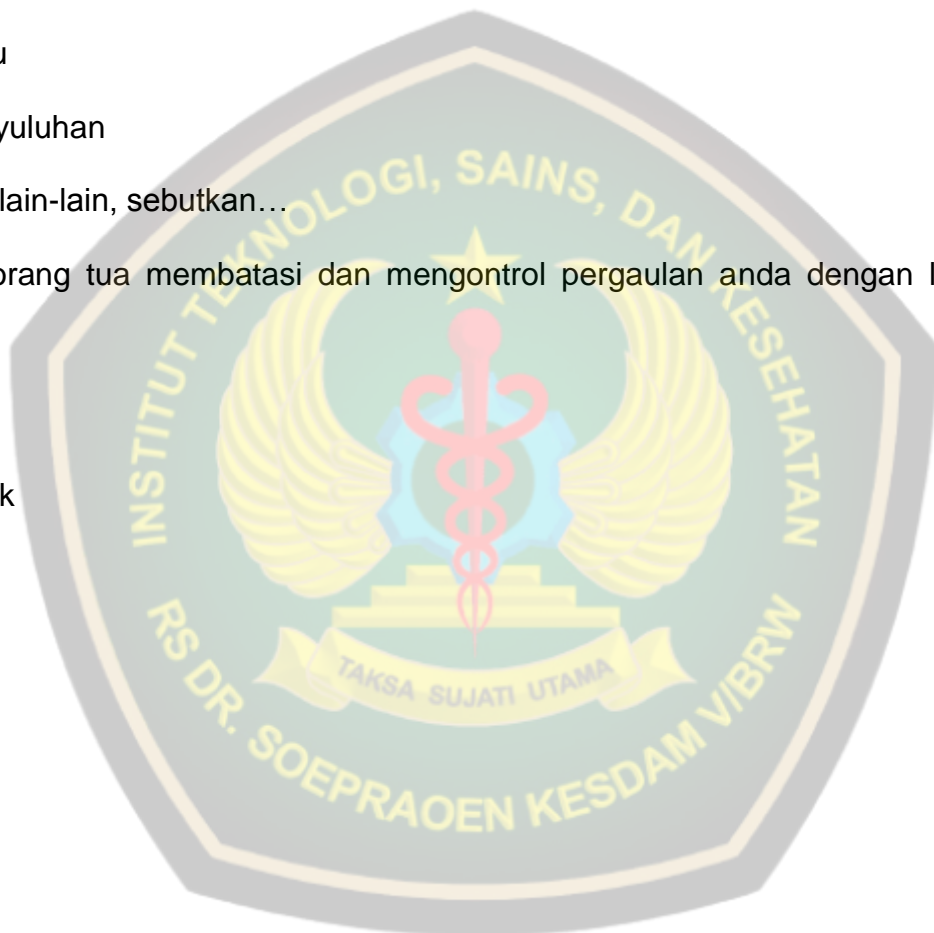 u
yuluhan
lain-lain, sebutkan…
orang tua membatasi dan mengontrol pergaulan anda dengan l
k
INSTITUT TEKNOLOGI, SAINS, DAN KESEHATAN
TAKSA SUJATI UTAMA
RS DR. SOEPRAOEN KESDAM V/BRW